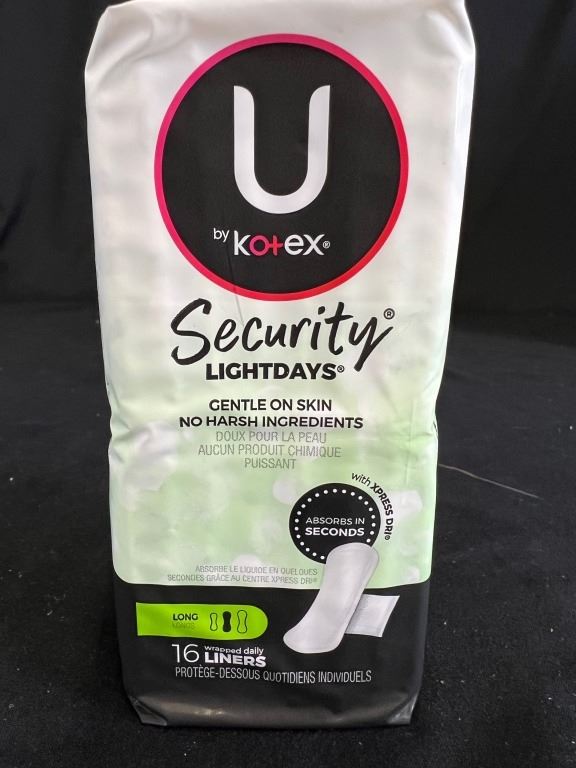 U
by Kotex®
Security®
LIGHTDAYS®
GENTLE ON SKIN
NO HARSH INGREDIENTS
DOUX POUR LA PEAU
AUCUN PRODUIT CHIMIQUE
PUISSANT
with XPRESS DRI®
ABSORBS IN
SECONDS
ABSORBE LE LIQUIDE EN QUELQUES
SECONDES GRÂCE AU CENTRE XPRESS DRI®
LONG
LONGS
16 wrapped daily
LINERS
PROTÈGE-DESSOUS QUOTIDIENS INDIVIDUELS